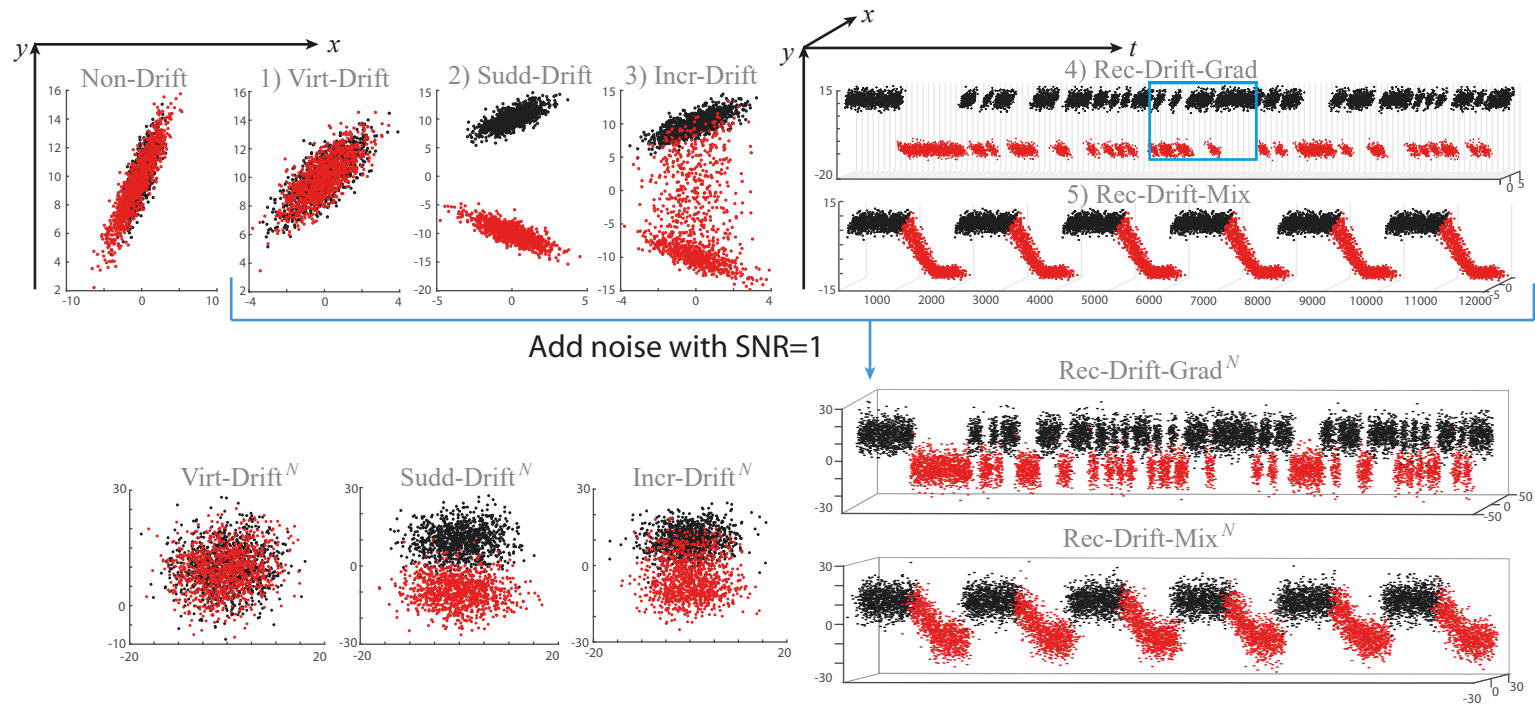 y x
Non-Drift
16
14
12
10
8
6
4
2
-10 0 10
1) Virt-Drift
16
14
12
10
8
6
4
2
-4 -2 0 2 4
2) Sudd-Drift
20
15
10
5
0
-5
-10
-15
-20
-5 0 5
3) Incr-Drift
15
10
5
0
-5
-10
-15
-4 -2 0 2 4
x
y t
4) Rec-Drift-Grad
15
-20
0 5
5) Rec-Drift-Mix
15
-15
1000 2000 3000 4000 5000 6000 7000 8000 9000 10000 11000 12000
-5 0
Add noise with SNR=1
Virt-Drift N
30
20
10
0
-10
-20 20
Sudd-Drift N
30
0
-30
-20 20
Incr-Drift N
30
0
-30
-20 20
Rec-Drift-Grad N
30
0
-30
-50 0 50
Rec-Drift-Mix N
30
0
-30
-30 0 30